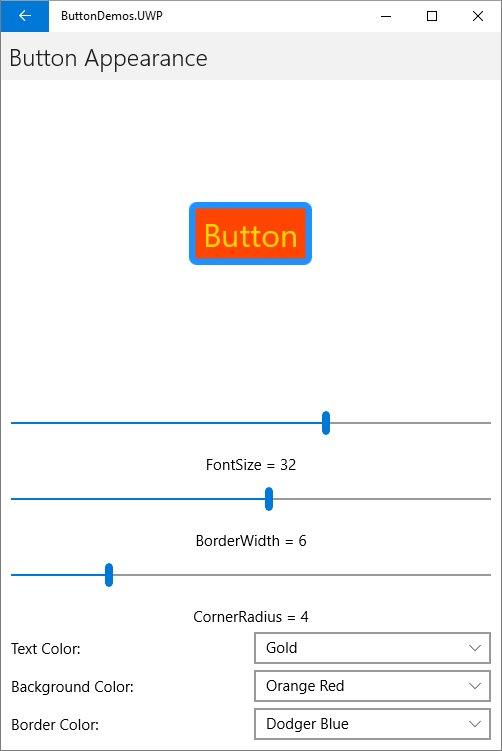 ButtonDemos.UWP
Button Appearance
Button
FontSize = 32
BorderWidth = 6
CornerRadius = 4
Text Color: Gold
Background Color: Orange Red
Border Color: Dodger Blue